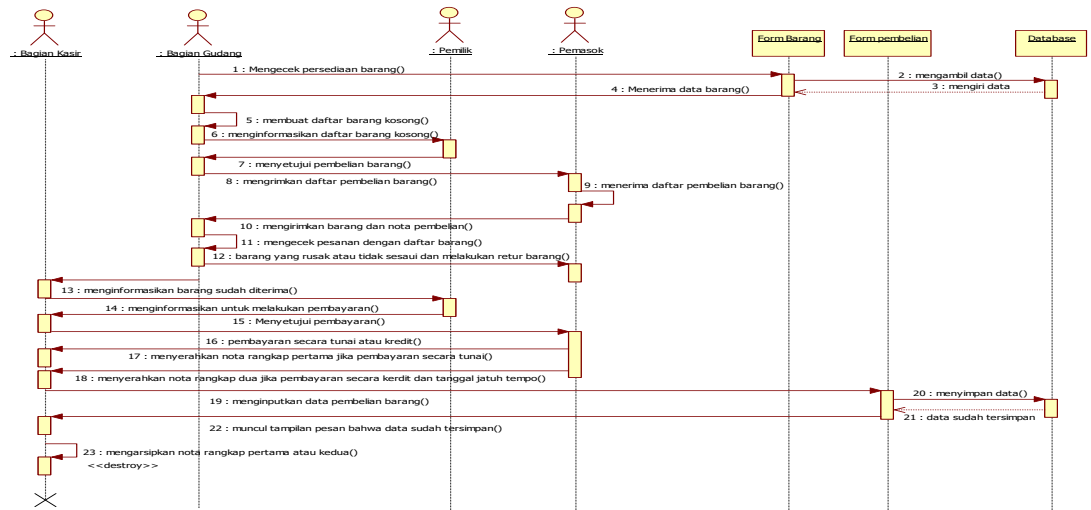 : Bagian Kasir
: Bagian Gudang
: Pemilik
: Pemasok
Form Barang
Form pembelian
Database
1 : Mengecek persediaan barang()
2 : mengambil data()
3 : mengiri data
4 : Menerima data barang()
5 : membuat daftar barang kosong()
6 : menginformasikan daftar barang kosong()
7 : menyetujui pembelian barang()
8 : mengrimkan daftar pembelian barang()
9 : menerima daftar pembelian barang()
10 : mengirimkan barang dan nota pembelian()
11 : mengecek pesanan dengan daftar barang()
12 : barang yang rusak atau tidak sesaui dan melakukan retur barang()
13 : menginformasikan barang sudah diterima()
14 : menginformasikan untuk melakukan pembayaran()
15 : Menyetujui pembayaran()
16 : pembayaran secara tunai atau kredit()
17 : menyerahkan nota rangkap pertama jika pembayaran secara tunai()
18 : menyerahkan nota rangkap dua jika pembayaran secara kerdit dan tanggal jatuh tempo()
19 : menginputkan data pembelian barang()
20 : menyimpan data()
21 : data sudah tersimpan
22 : muncul tampilan pesan bahwa data sudah tersimpan()
23 : mengarsipkan nota rangkap pertama atau kedua()
<<destroy>>